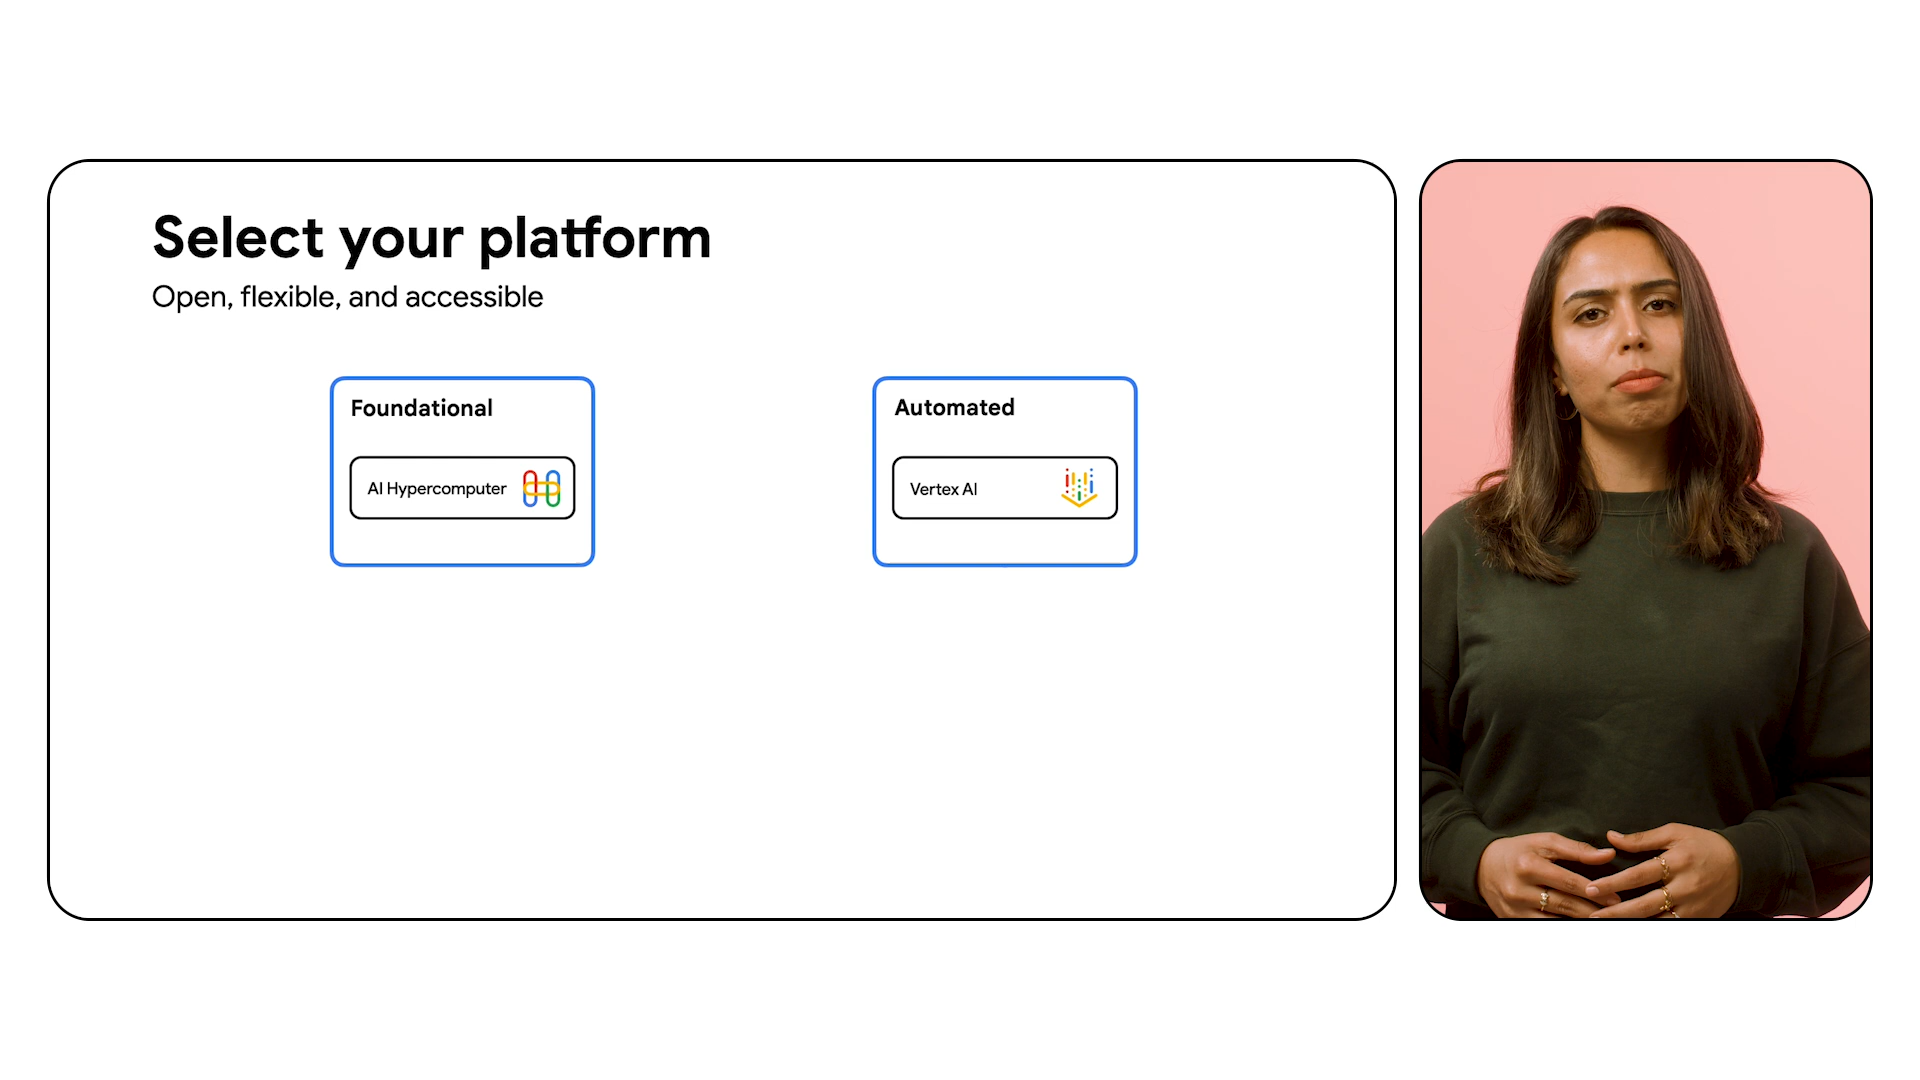 Select your platform
Open, flexible, and accessible
Foundational
AI Hypercomputer
Automated
Vertex AI